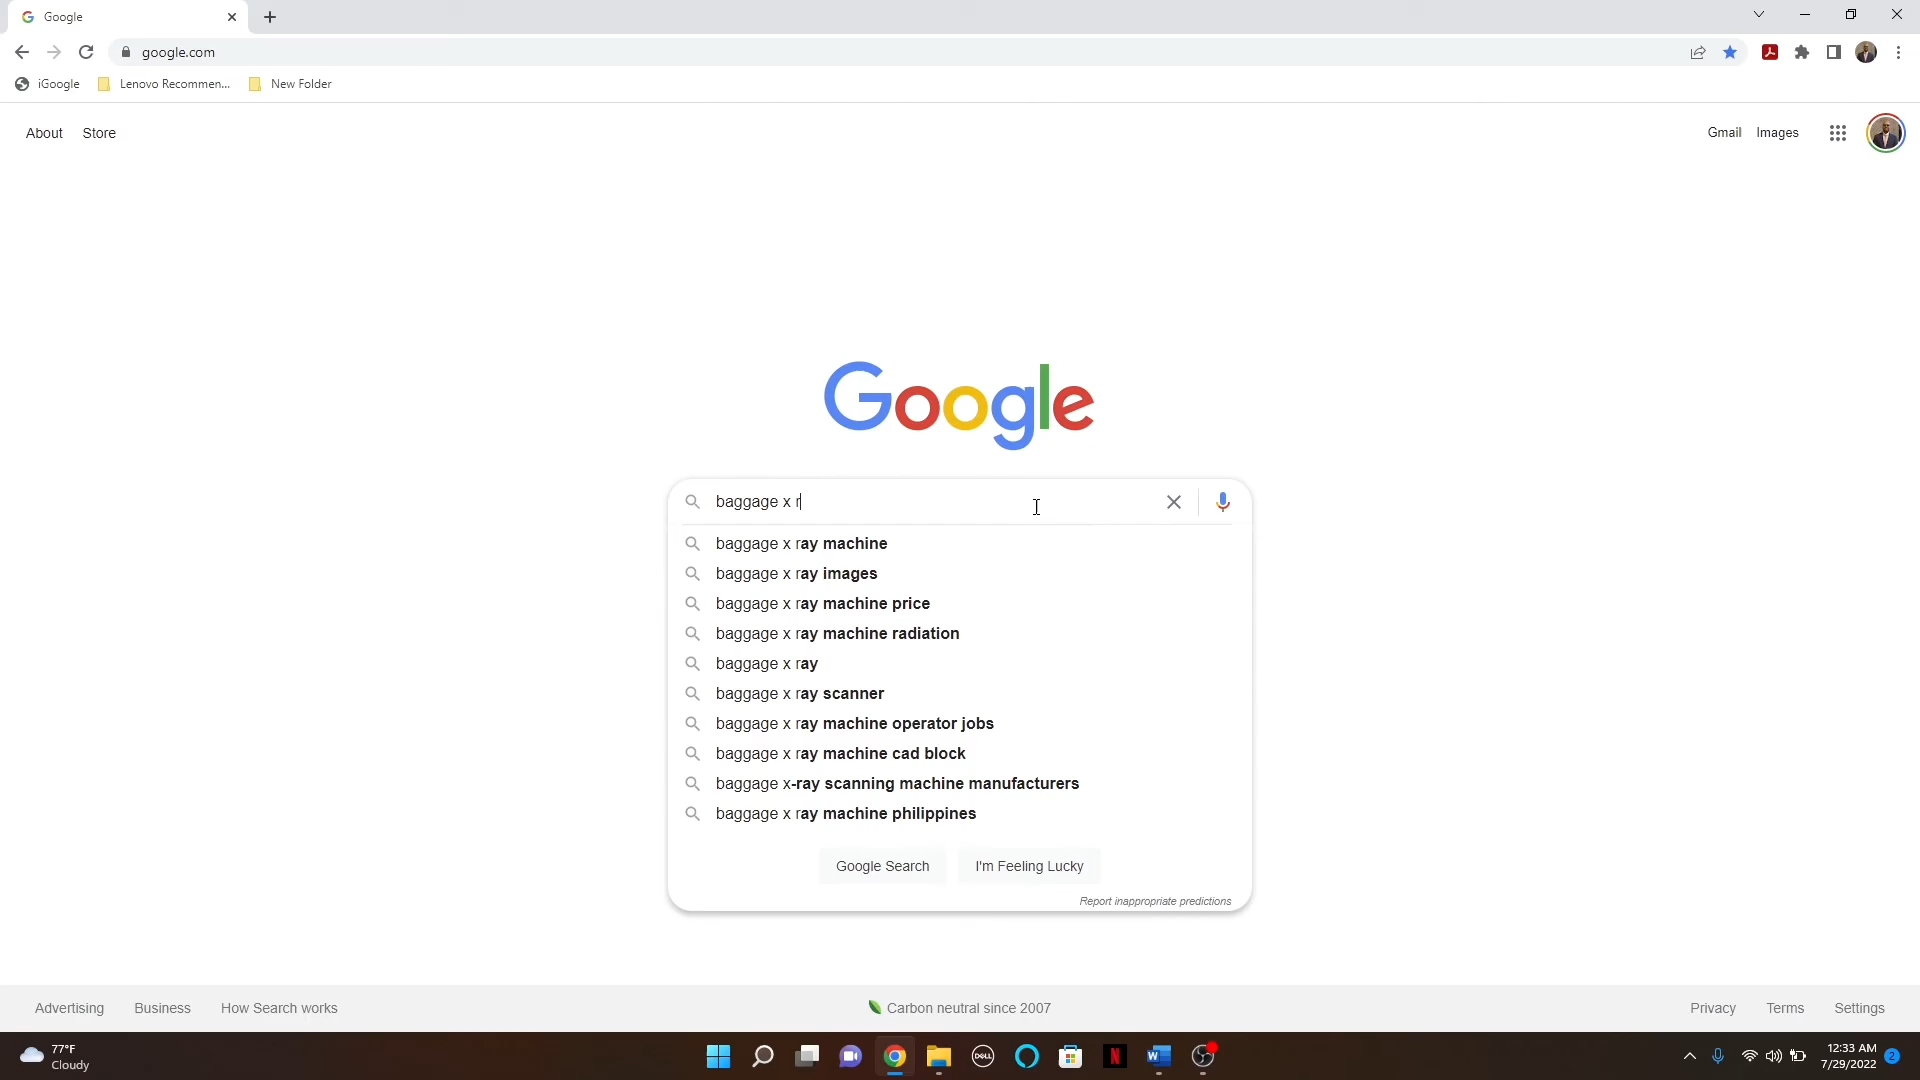 Google
google.com
iGoogle
Lenovo Recommen...
New Folder
About
Store
Gmail
Images
Google
baggage x r
baggage x ray machine
baggage x ray images
baggage x ray machine price
baggage x ray machine radiation
baggage x ray
baggage x ray scanner
baggage x ray machine operator jobs
baggage x ray machine cad block
baggage x-ray scanning machine manufacturers
baggage x ray machine philippines
Google Search
I'm Feeling Lucky
Report inappropriate predictions
Advertising
Business
How Search works
Carbon neutral since 2007
Privacy
Terms
Settings
77°F
Cloudy
DELL
N
W
12:33 AM
7/29/2022
2